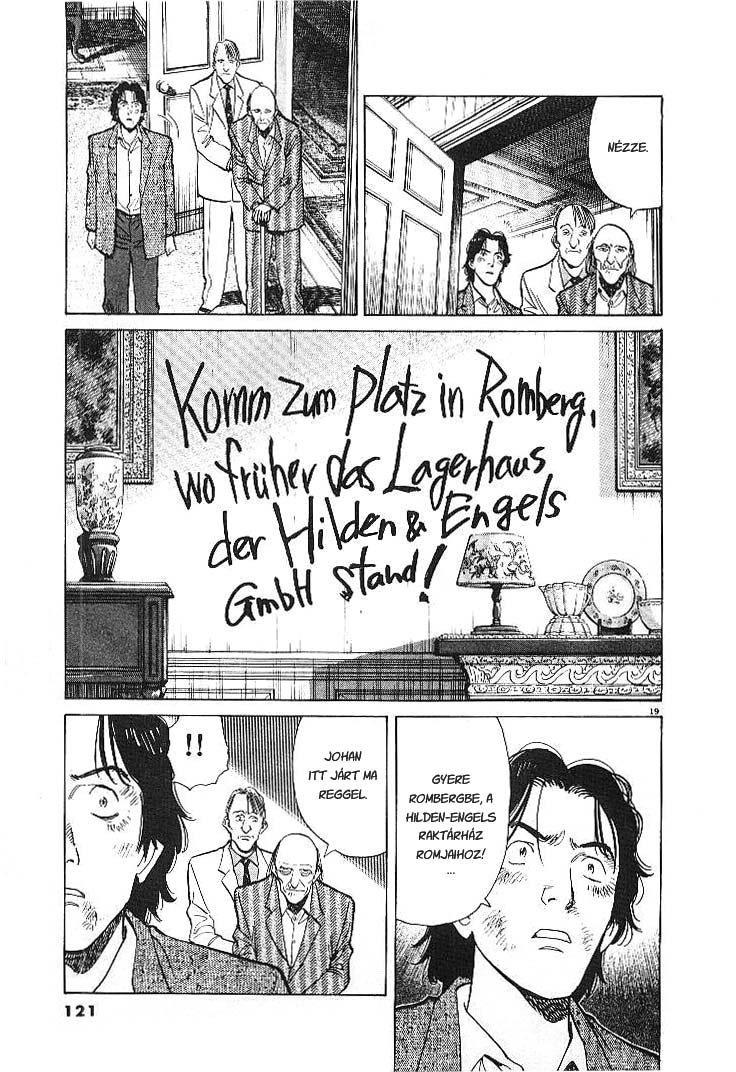 NÉZZE.
Komm zum Platz in Romberg,
wo früher das Lagerhaus
der Hilden & Engels
GmbH stand!
19
GYERE
ROMBERGBE, A
HILDEN-ENGELS
RAKTÁRHÁZ
ROMJAIHOZ!
...
JOHAN
ITT JÁRT MA
REGGEL.
!!
121